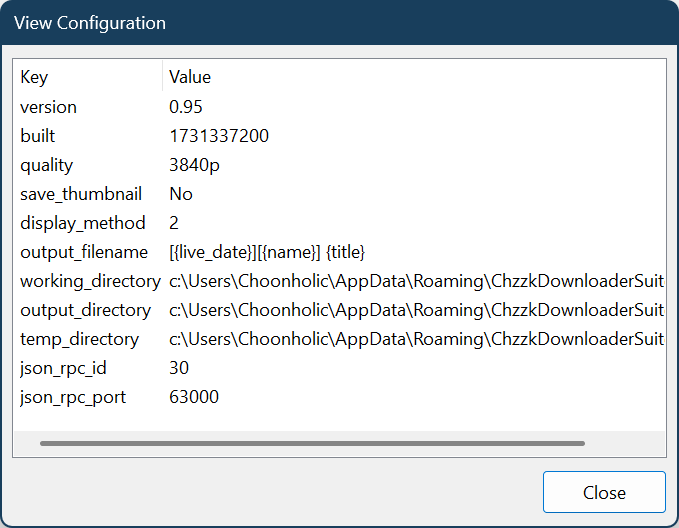 View Configuration
Key Value
version 0.95
built 1731337200
quality 3840p
save_thumbnail No
display_method 2
output_filename [{live_date}][{name}] {title}
working_directory c:\Users\Choonholic\AppData\Roaming\ChzzkDownloaderSuit
output_directory c:\Users\Choonholic\AppData\Roaming\ChzzkDownloaderSuit
temp_directory c:\Users\Choonholic\AppData\Roaming\ChzzkDownloaderSuit
json_rpc_id 30
json_rpc_port 63000
Close